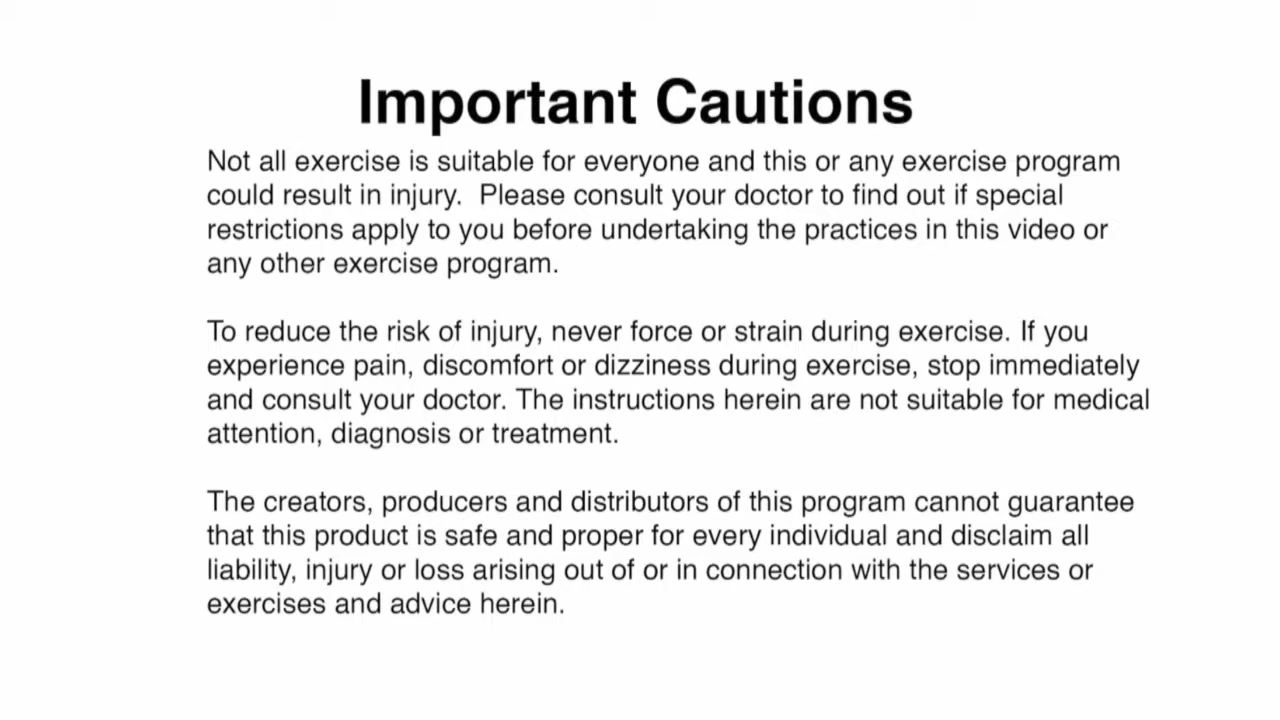 Important Cautions
Not all exercise is suitable for everyone and this or any exercise program
could result in injury.  Please consult your doctor to find out if special
restrictions apply to you before undertaking the practices in this video or
any other exercise program.
To reduce the risk of injury, never force or strain during exercise. If you
experience pain, discomfort or dizziness during exercise, stop immediately
and consult your doctor. The instructions herein are not suitable for medical
attention, diagnosis or treatment.
The creators, producers and distributors of this program cannot guarantee
that this product is safe and proper for every individual and disclaim all
liability, injury or loss arising out of or in connection with the services or
exercises and advice herein.